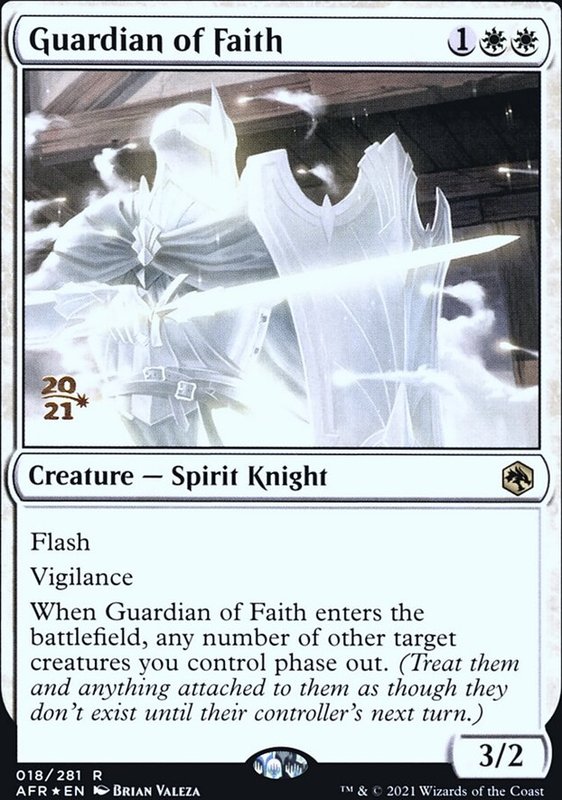 Guardian of Faith 1
20
21
Creature — Spirit Knight
Flash
Vigilance
When Guardian of Faith enters the
battlefield, any number of other target
creatures you control phase out. (Treat them
and anything attached to them as though they
don't exist until their controller's next turn.)
3/2
018/281 R
AFR ★ EN Brian Valeza
™ & © 2021 Wizards of the Coast